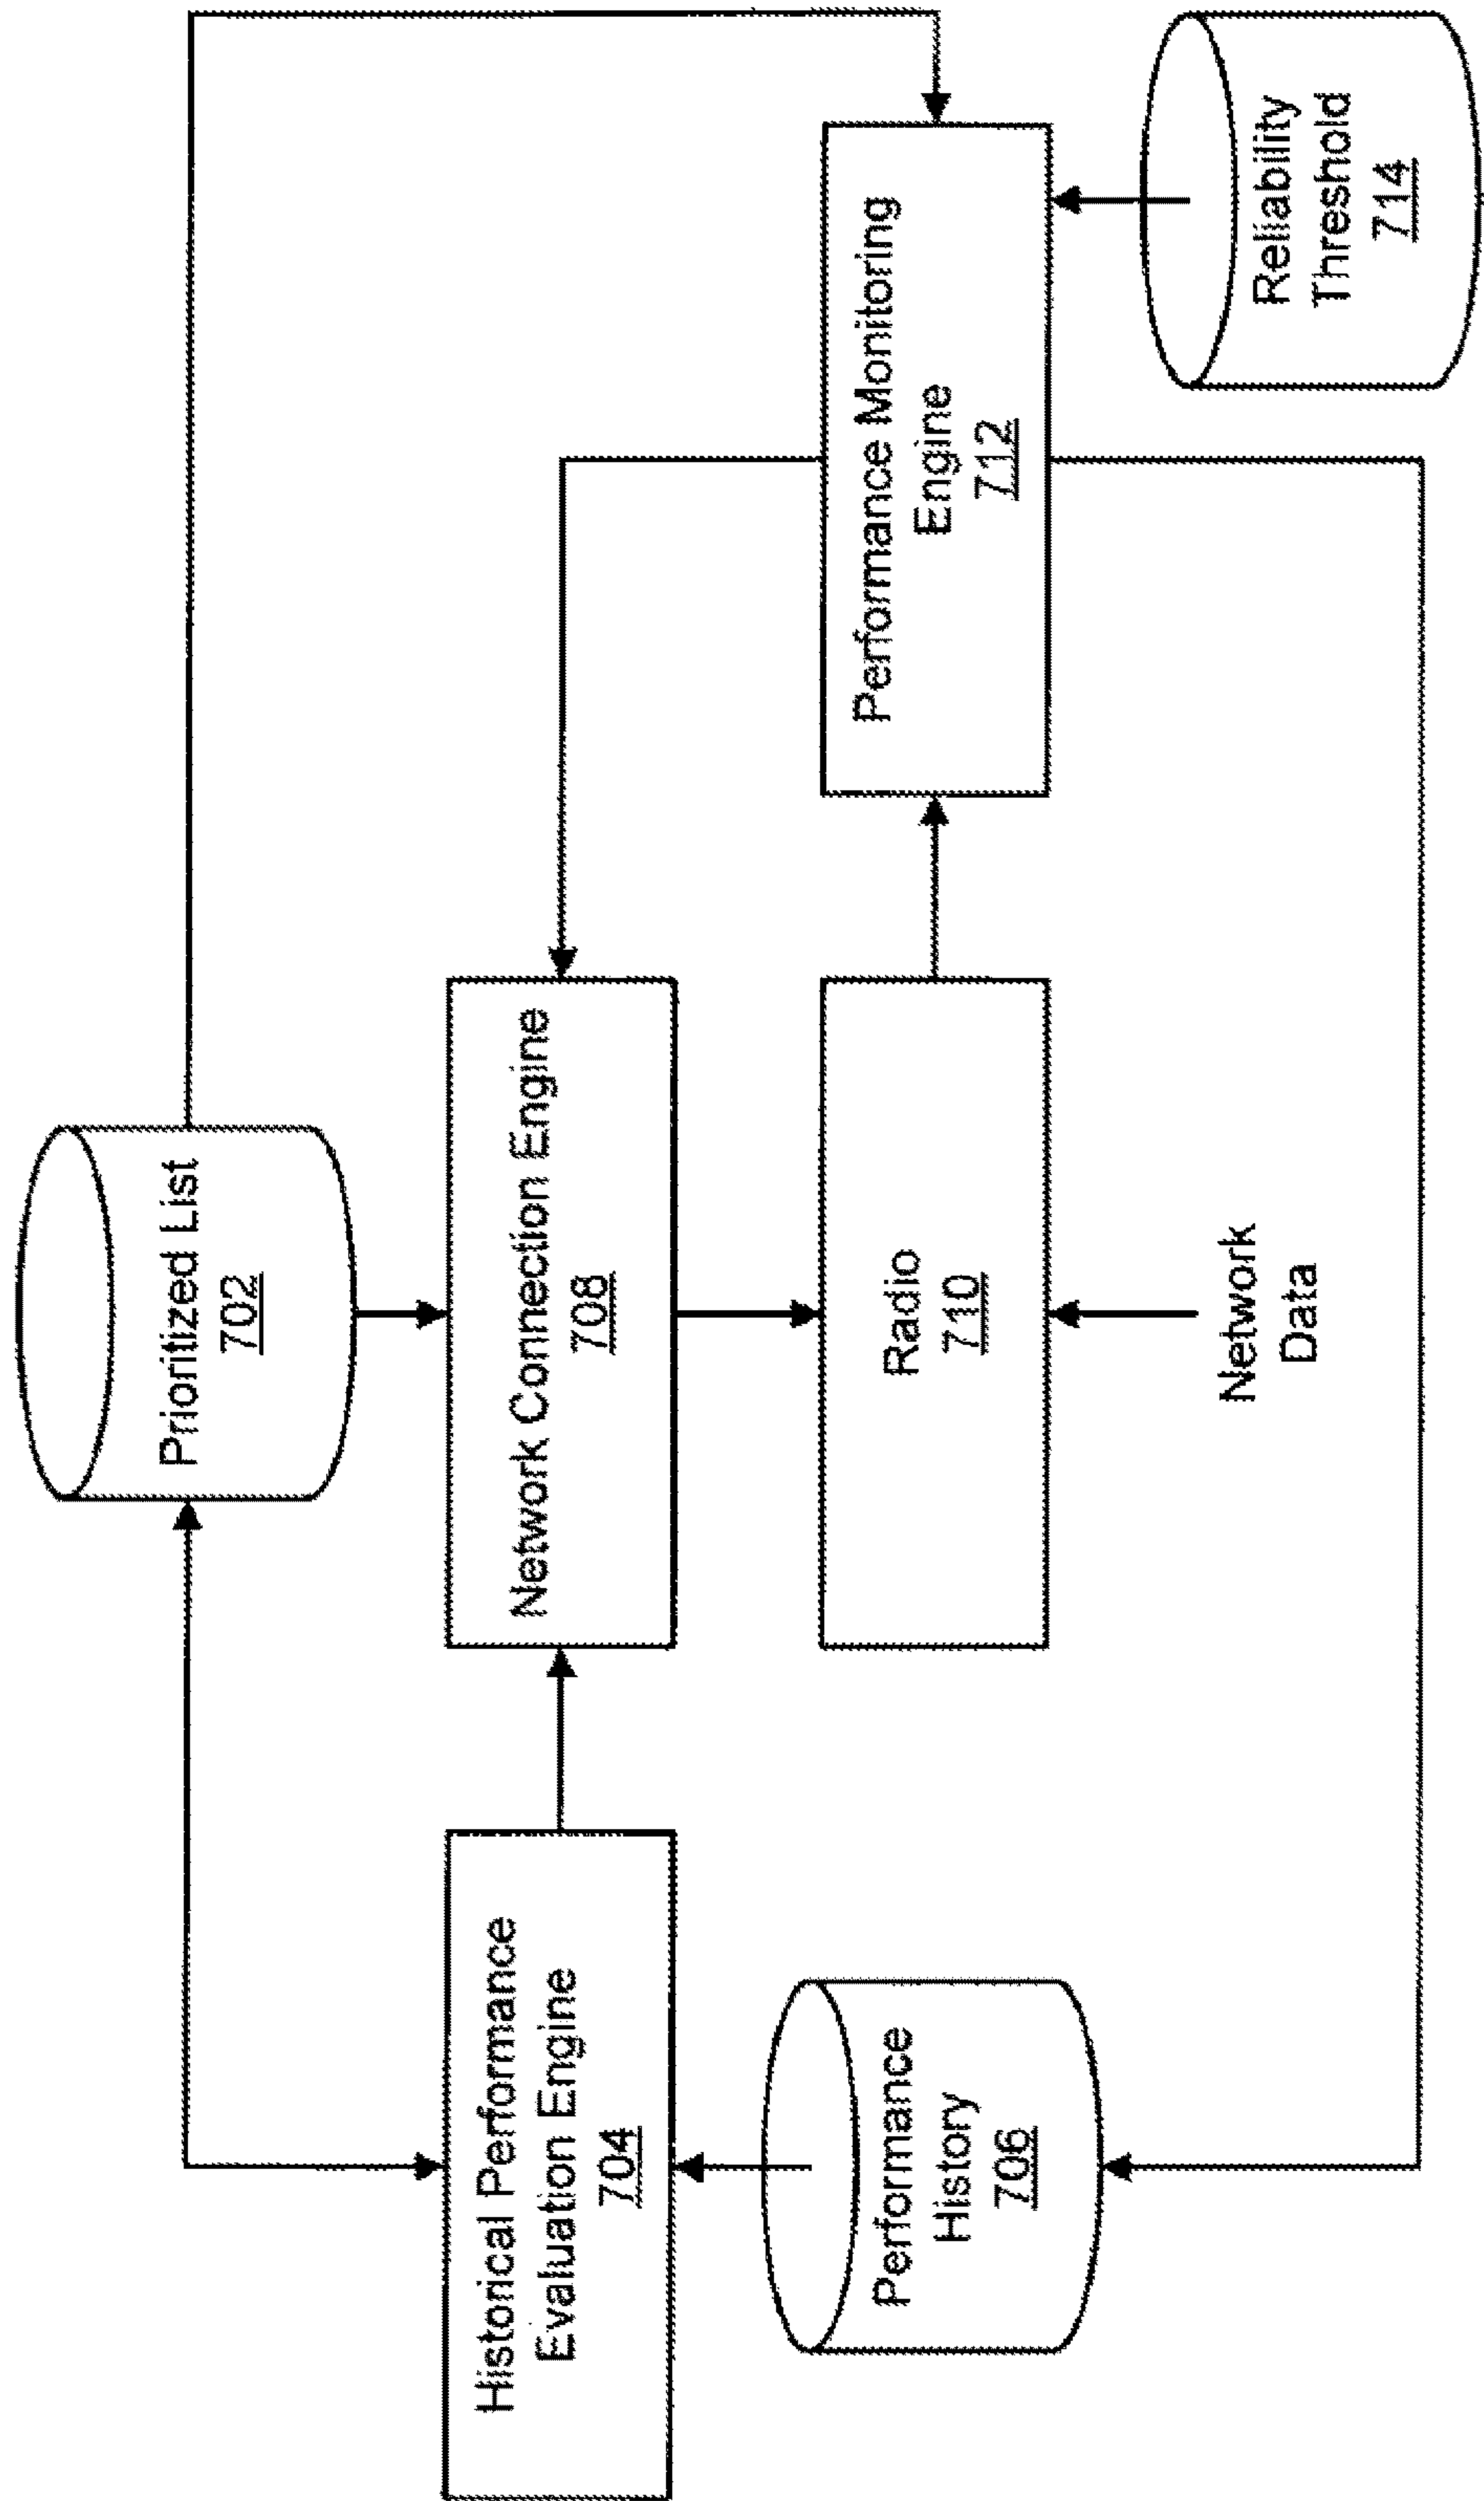 Prioritized List
702
Historical Performance
Evaluation Engine
704
Network Connection Engine
708
Performance
History
706
Radio
710
Performance Monitoring
Engine
712
Network
Data
Reliability
Threshold
714